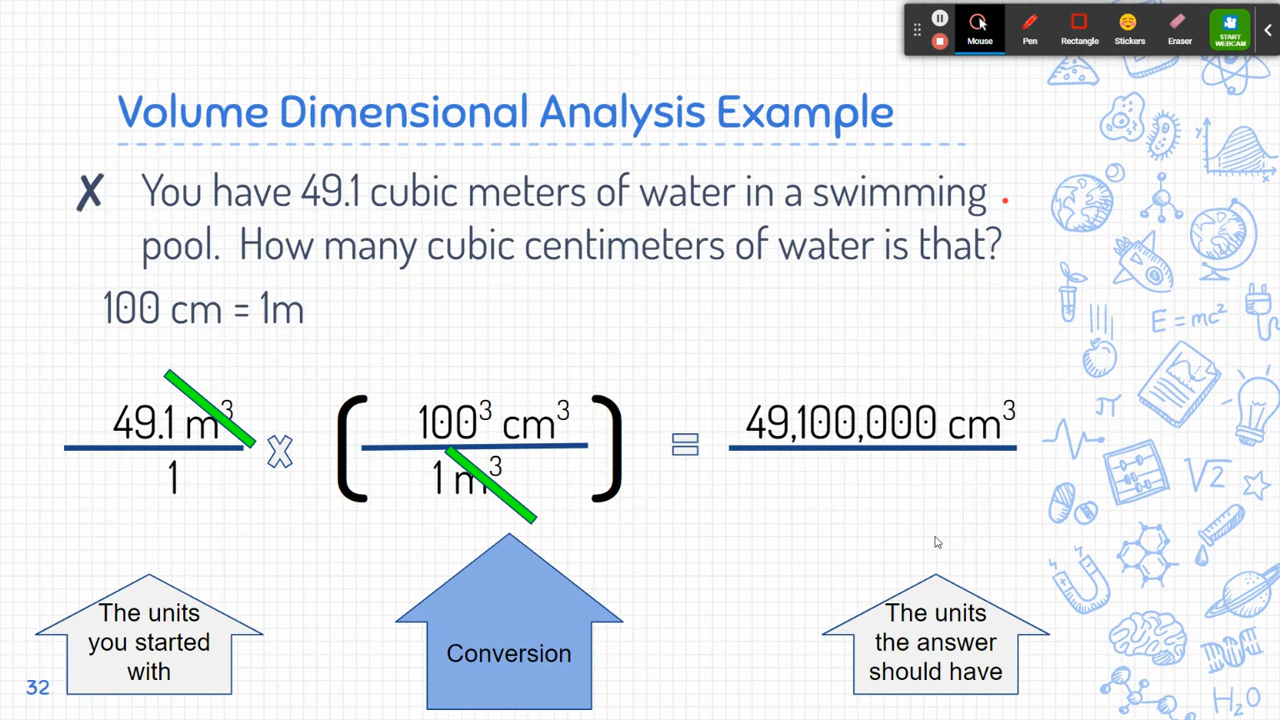 Mouse
Pen
Rectangle
Stickers
Eraser
START
WEBCAM
Volume Dimensional Analysis Example
✗ You have 49.1 cubic meters of water in a swimming
pool. How many cubic centimeters of water is that?
100 cm = 1m
49.1 m³
1
x
( 100³ cm³
1 m³ )
=
49,100,000 cm³
The units
you started
with
Conversion
The units
the answer
should have
32
y
x
E = mc²
π
√2
H₂O